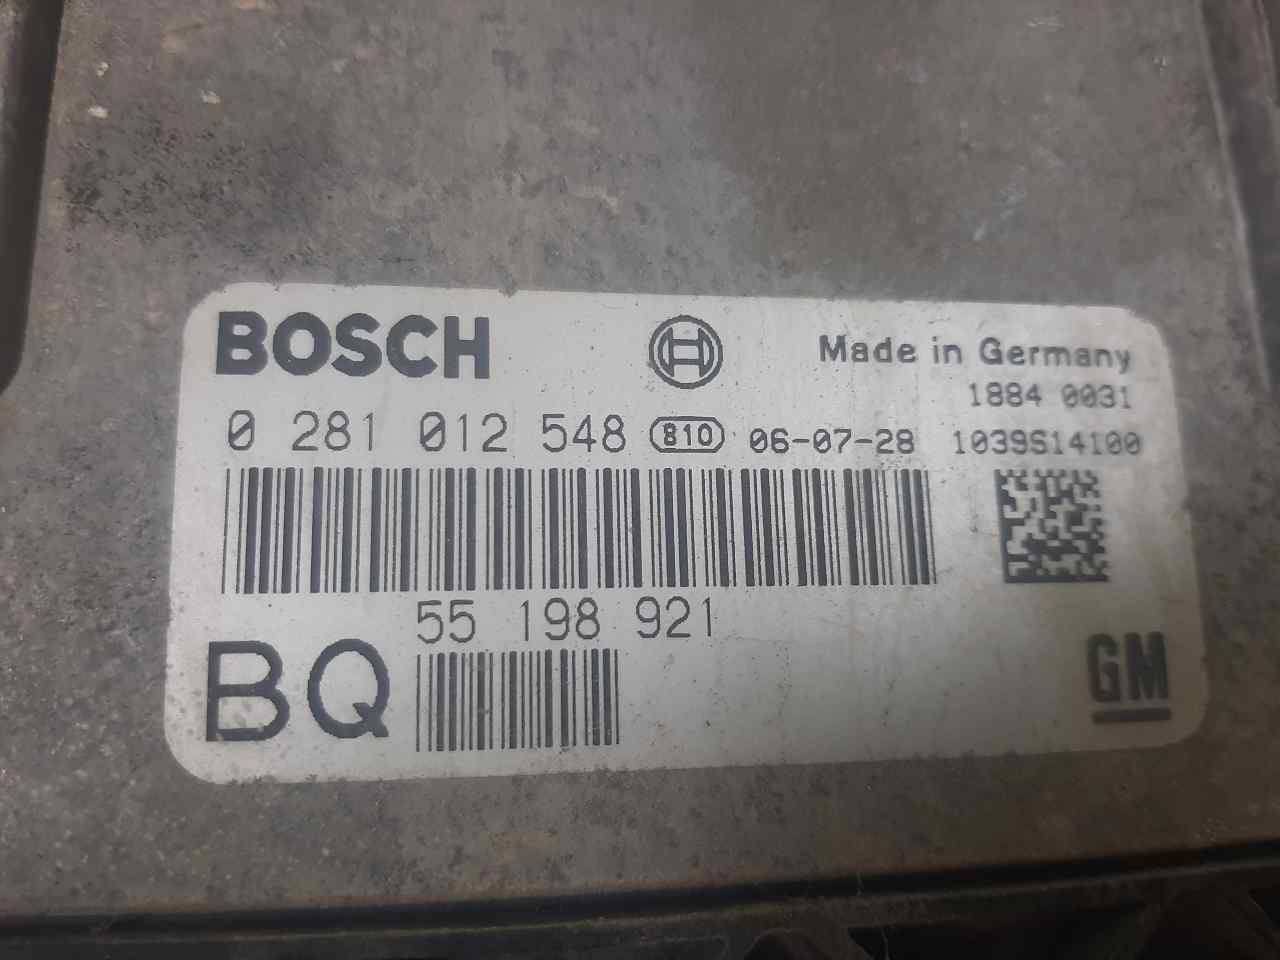 BOSCH
Made in Germany
1884 0031
0 281 012 548 810 06-07-28 1039S14100
55 198 921
BQ
GM